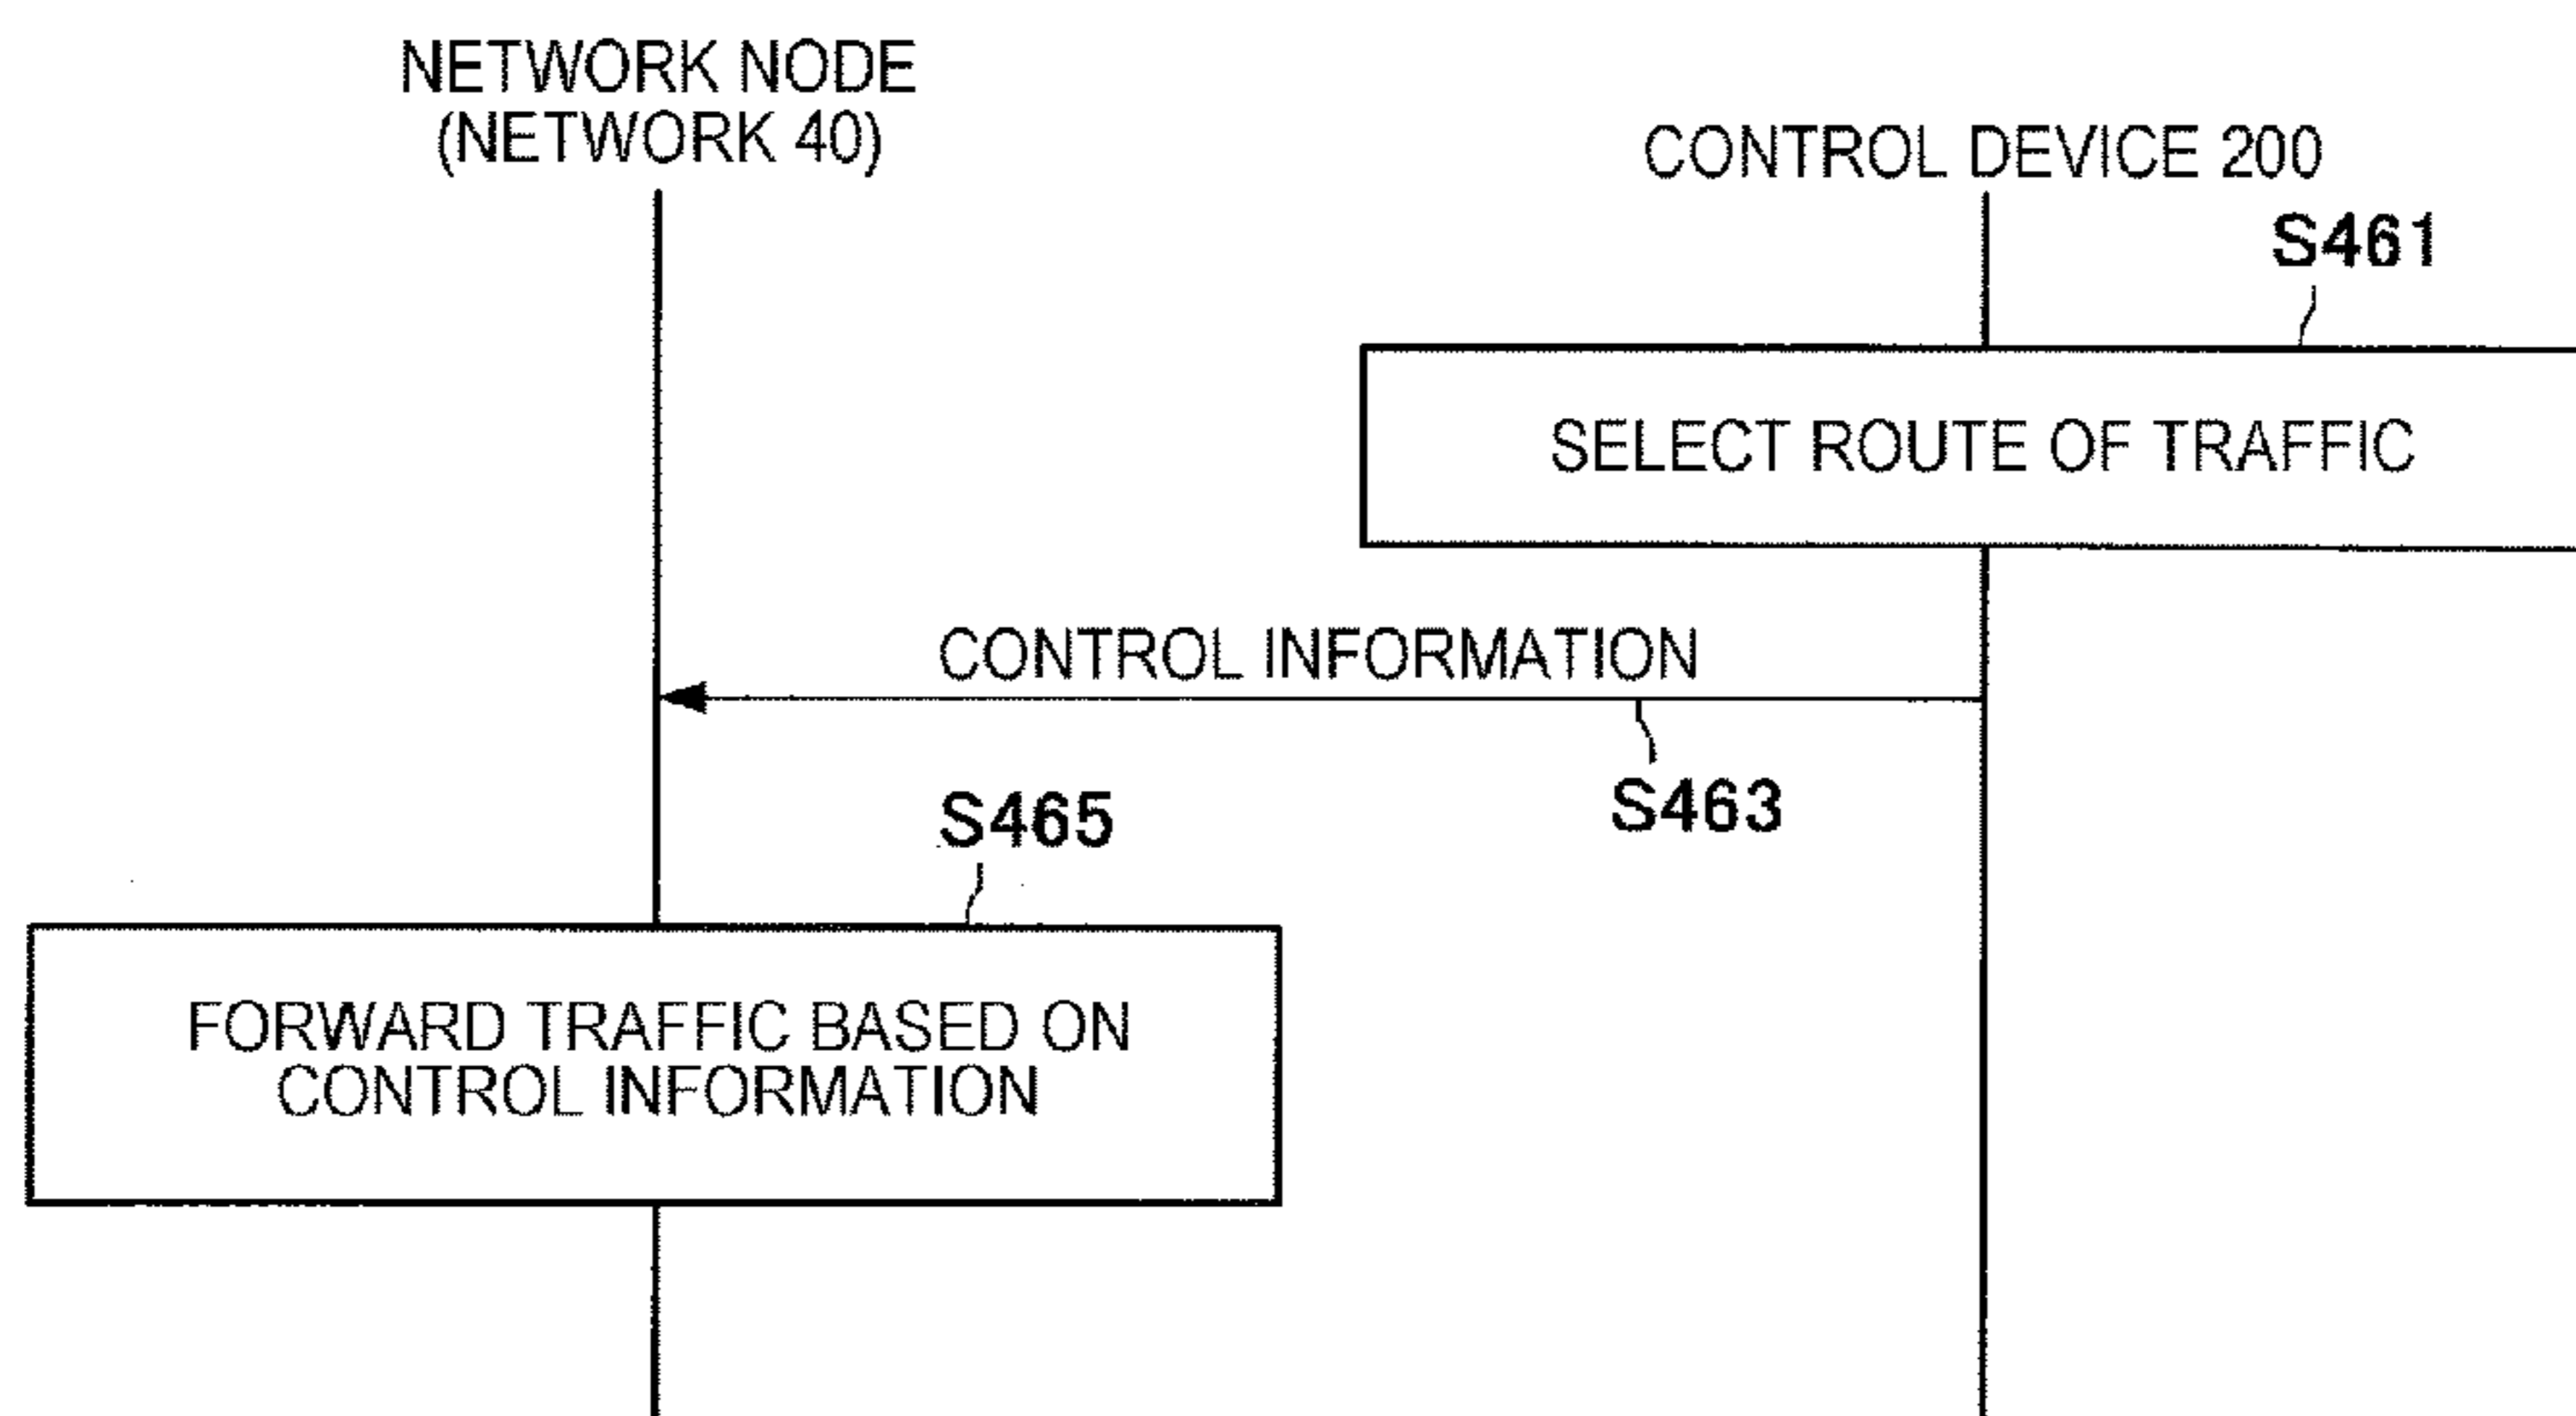 NETWORK NODE
(NETWORK 40)
CONTROL DEVICE 200
S461
SELECT ROUTE OF TRAFFIC
CONTROL INFORMATION
S463
S465
FORWARD TRAFFIC BASED ON
CONTROL INFORMATION